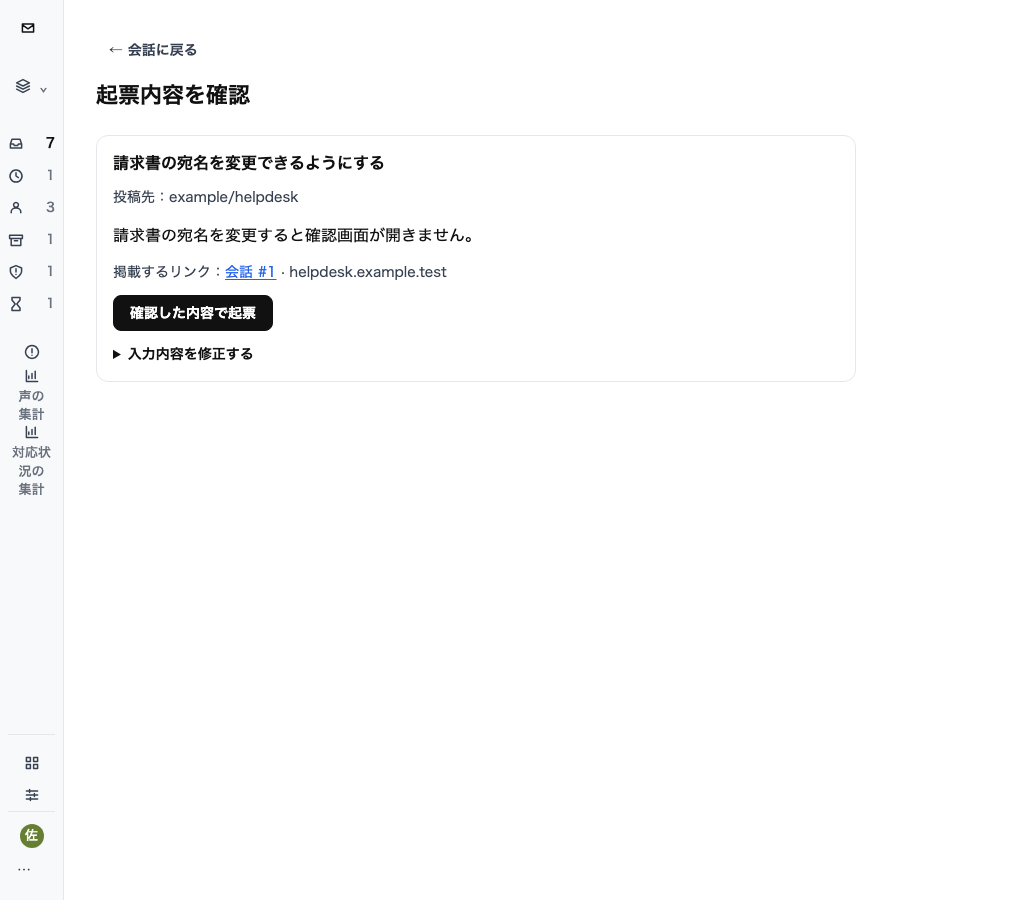 ← 会話に戻る
起票内容を確認
請求書の宛名を変更できるようにする
投稿先：example/helpdesk
請求書の宛名を変更すると確認画面が開きません。
掲載するリンク：会話 #1 · helpdesk.example.test
確認した内容で起票
▶ 入力内容を修正する
7
1
3
1
1
1
声の
集計
対応状
況の
集計
佐
…